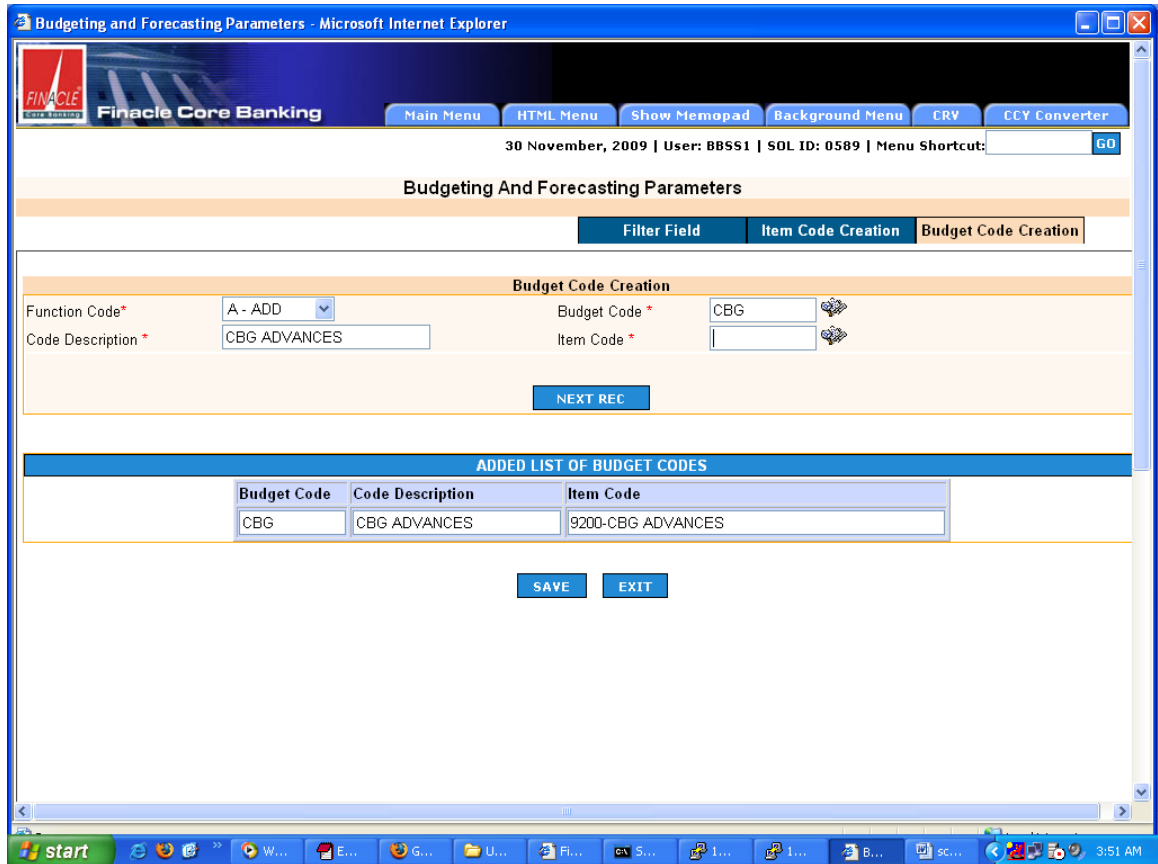 Budgeting and Forecasting Parameters - Microsoft Internet Explorer
FINACLE
Core Banking
Finacle Core Banking
Main Menu HTML Menu Show Memopad Background Menu CRV CCY Converter
30 November, 2009 | User: BBSS1 | SOL ID: 0589 | Menu Shortcut: GO
Budgeting And Forecasting Parameters
Filter Field Item Code Creation Budget Code Creation
Budget Code Creation
Function Code* A - ADD Budget Code * CBG
Code Description * CBG ADVANCES Item Code *
NEXT REC
ADDED LIST OF BUDGET CODES
Budget Code Code Description Item Code
CBG CBG ADVANCES 9200-CBG ADVANCES
SAVE EXIT
start W... E... G... U... Fi... S... 1... 1... B... sc... 3:51 AM